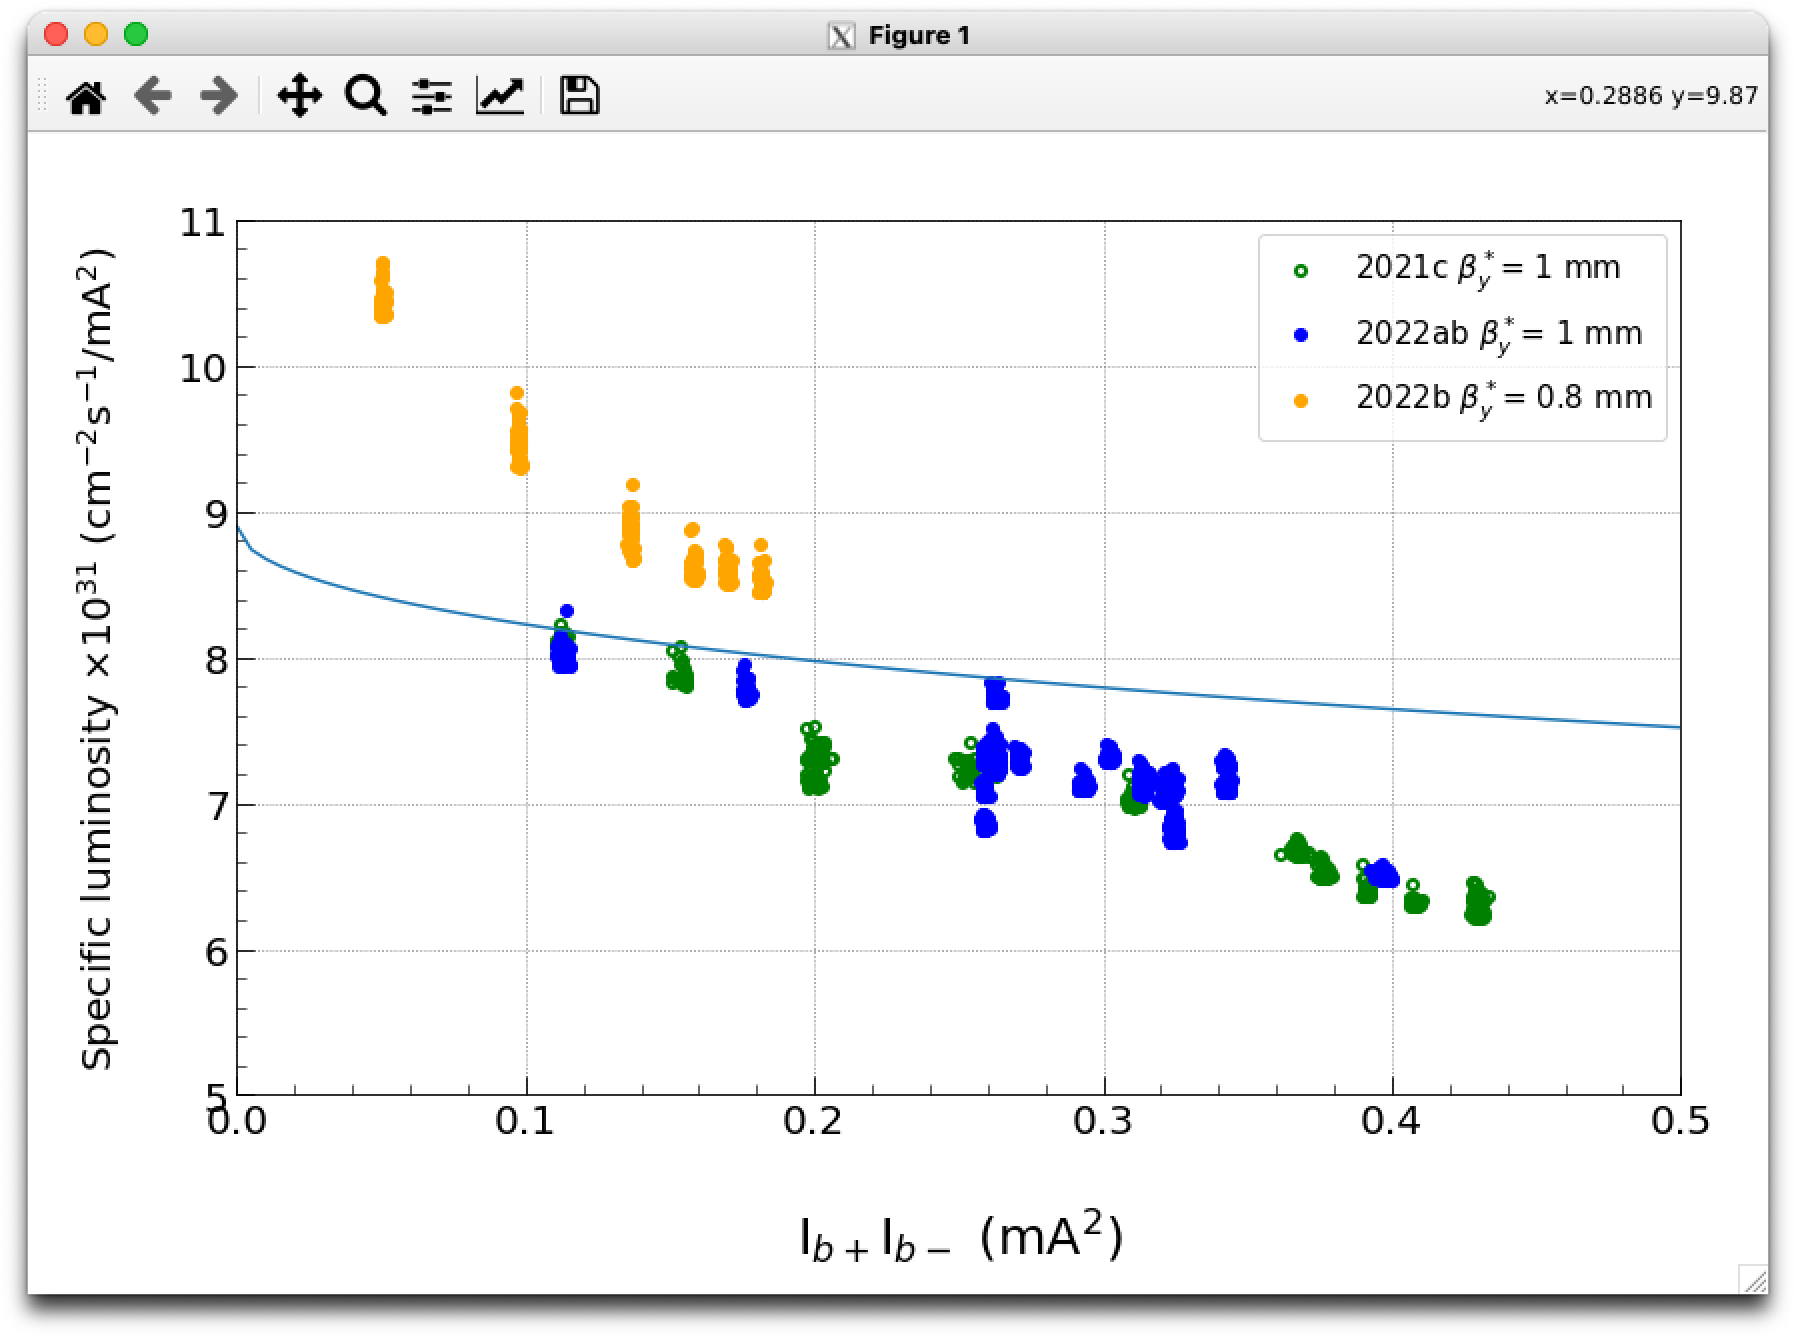 Figure 1
x=0.2886 y=9.87
11
10
9
8
7
6
5
Specific luminosity ×10³¹ (cm⁻²s⁻¹/mA²)
2021c β*y = 1 mm
2022ab β*y = 1 mm
2022b β*y = 0.8 mm
0.0 0.1 0.2 0.3 0.4 0.5
Ib+Ib− (mA²)